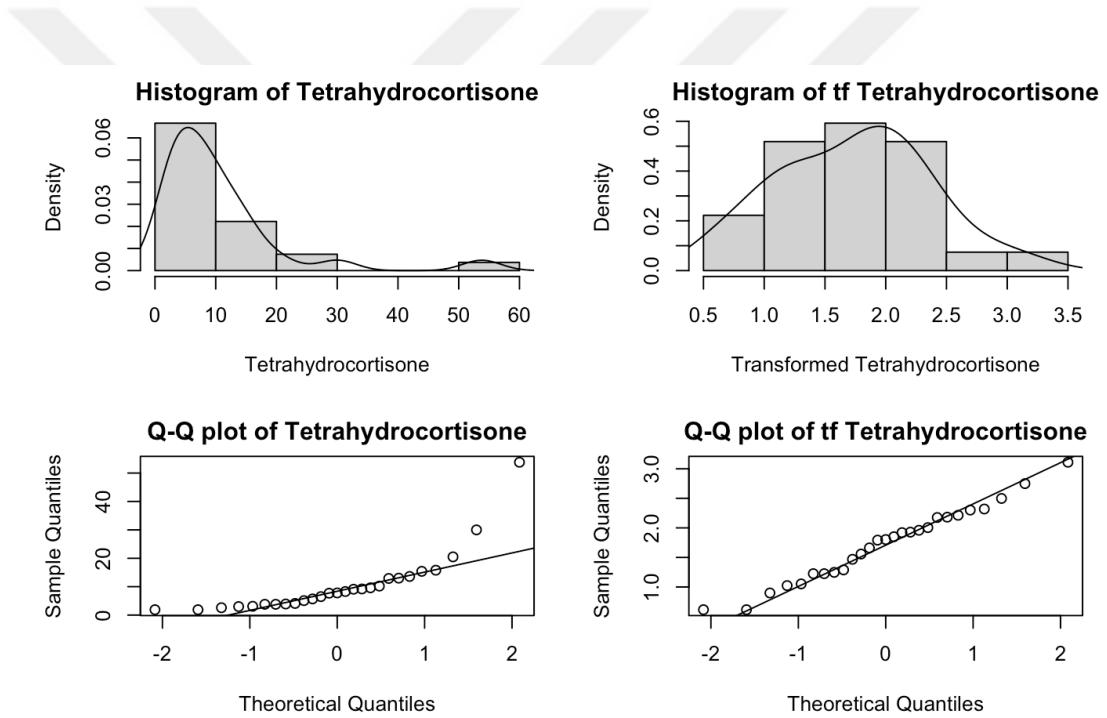 Histogram of Tetrahydrocortisone
Density
0.00
0.03
0.06
0 10 20 30 40 50 60
Tetrahydrocortisone
Histogram of tf Tetrahydrocortisone
Density
0.0
0.2
0.4
0.6
0.5 1.0 1.5 2.0 2.5 3.0 3.5
Transformed Tetrahydrocortisone
Q-Q plot of Tetrahydrocortisone
Sample Quantiles
0
20
40
-2 -1 0 1 2
Theoretical Quantiles
Q-Q plot of tf Tetrahydrocortisone
Sample Quantiles
1.0
2.0
3.0
-2 -1 0 1 2
Theoretical Quantiles